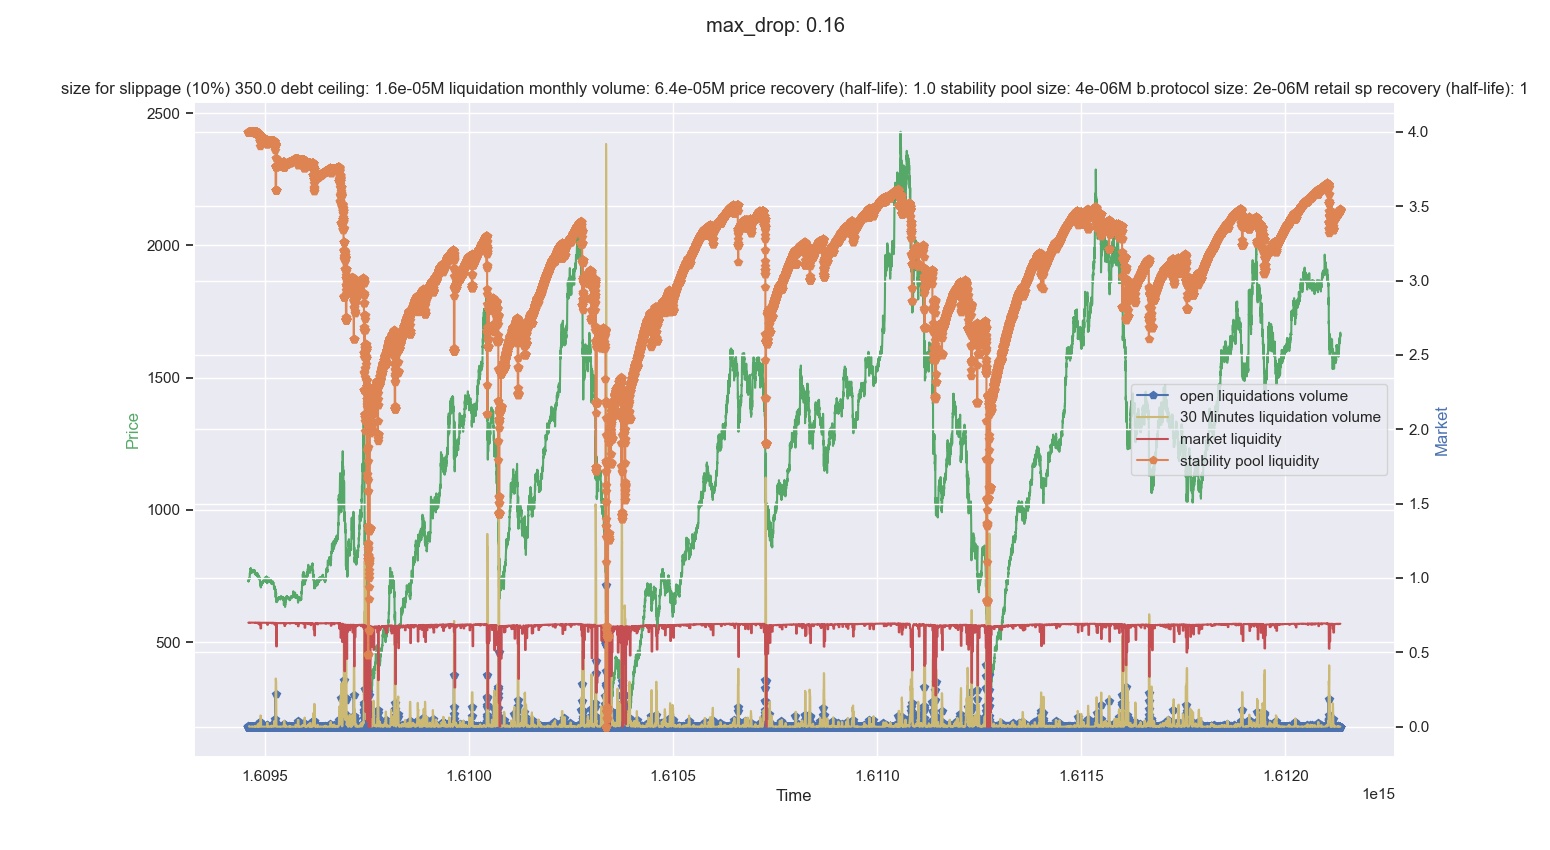 max_drop: 0.16
size for slippage (10%) 350.0 debt ceiling: 1.6e-05M liquidation monthly volume: 6.4e-05M price recovery (half-life): 1.0 stability pool size: 4e-06M b.protocol size: 2e-06M retail sp recovery (half-life): 1
2500
2000
1500
1000
500
Price
4.0
3.5
3.0
2.5
2.0
1.5
1.0
0.5
0.0
Market
open liquidations volume
30 Minutes liquidation volume
market liquidity
stability pool liquidity
1.6095
1.6100
1.6105
1.6110
1.6115
1.6120
Time
1e15